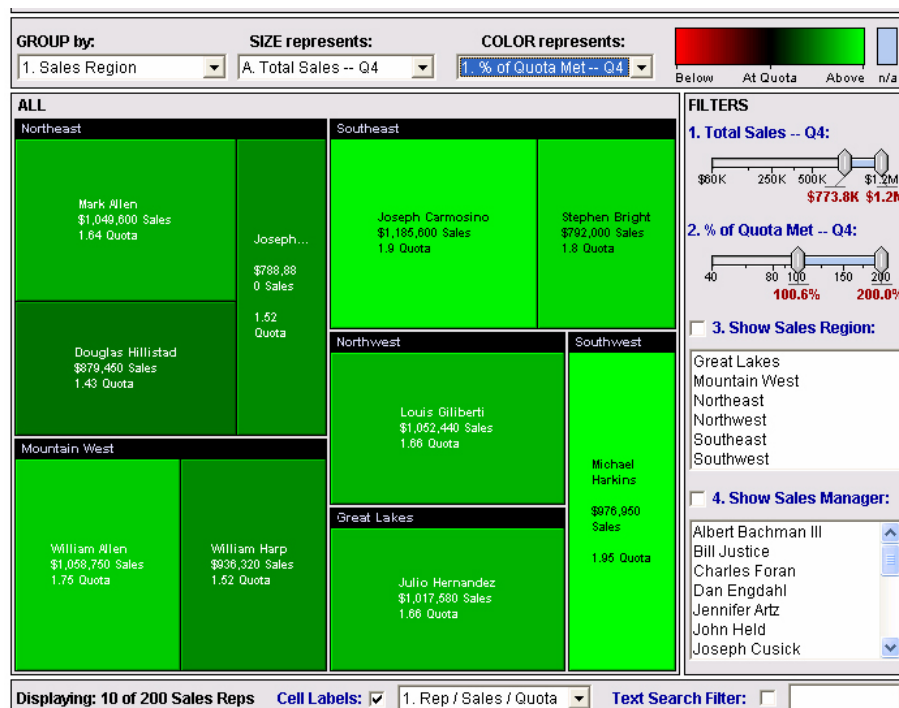 GROUP by:
SIZE represents:
COLOR represents:
1. Sales Region
A. Total Sales -- Q4
1. % of Quota Met -- Q4
Below At Quota Above n/a
ALL
Northeast
Mark Allen
$1,049,600 Sales
1.64 Quota
Joseph...
$788,88
0 Sales
1.52
Quota
Douglas Hillistad
$879,450 Sales
1.43 Quota
Southeast
Joseph Carmosino
$1,185,600 Sales
1.9 Quota
Stephen Bright
$792,000 Sales
1.8 Quota
Northwest
Louis Giliberti
$1,052,440 Sales
1.66 Quota
Southwest
Michael
Harkins
$976,950
Sales
1.95 Quota
Mountain West
William Allen
$1,058,750 Sales
1.75 Quota
William Harp
$936,320 Sales
1.52 Quota
Great Lakes
Julio Hernandez
$1,017,580 Sales
1.66 Quota
FILTERS
1. Total Sales -- Q4:
$60K 250K 500K $1.2M
$773.8K $1.2M
2. % of Quota Met -- Q4:
40 80 100 150 200
100.6% 200.0%
3. Show Sales Region:
Great Lakes
Mountain West
Northeast
Northwest
Southeast
Southwest
4. Show Sales Manager:
Albert Bachman III
Bill Justice
Charles Foran
Dan Engdahl
Jennifer Artz
John Held
Joseph Cusick
Displaying: 10 of 200 Sales Reps
Cell Labels:
1. Rep / Sales / Quota
Text Search Filter: